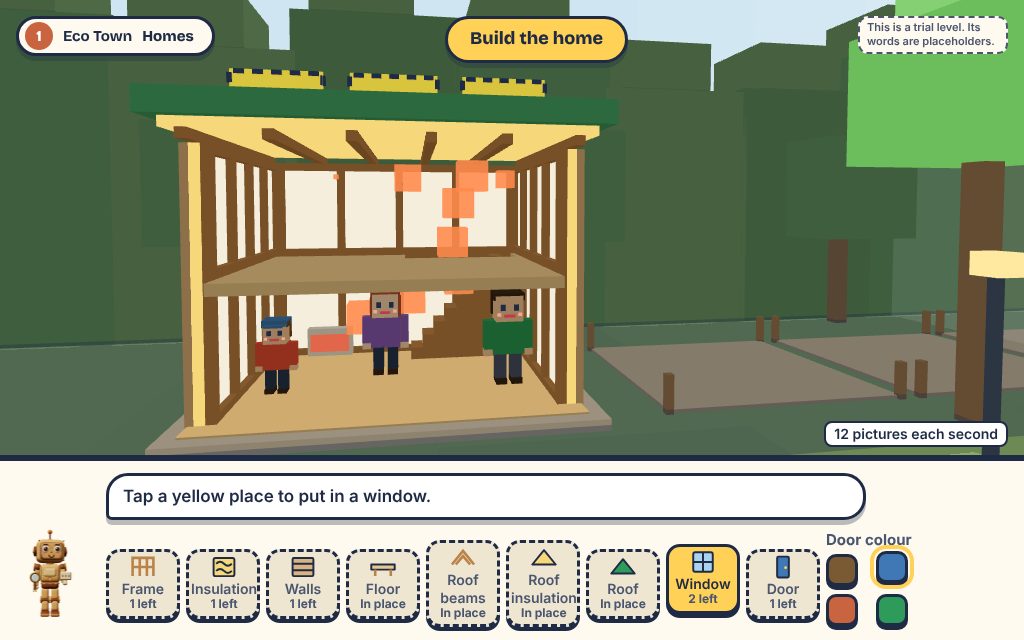 1 Eco Town Homes
Build the home
This is a trial level. Its
words are placeholders.
12 pictures each second
Tap a yellow place to put in a window.
Frame
1 left
Insulation
1 left
Walls
1 left
Floor
In place
Roof
beams
In place
Roof
insulation
In place
Roof
In place
Window
2 left
Door
1 left
Door colour